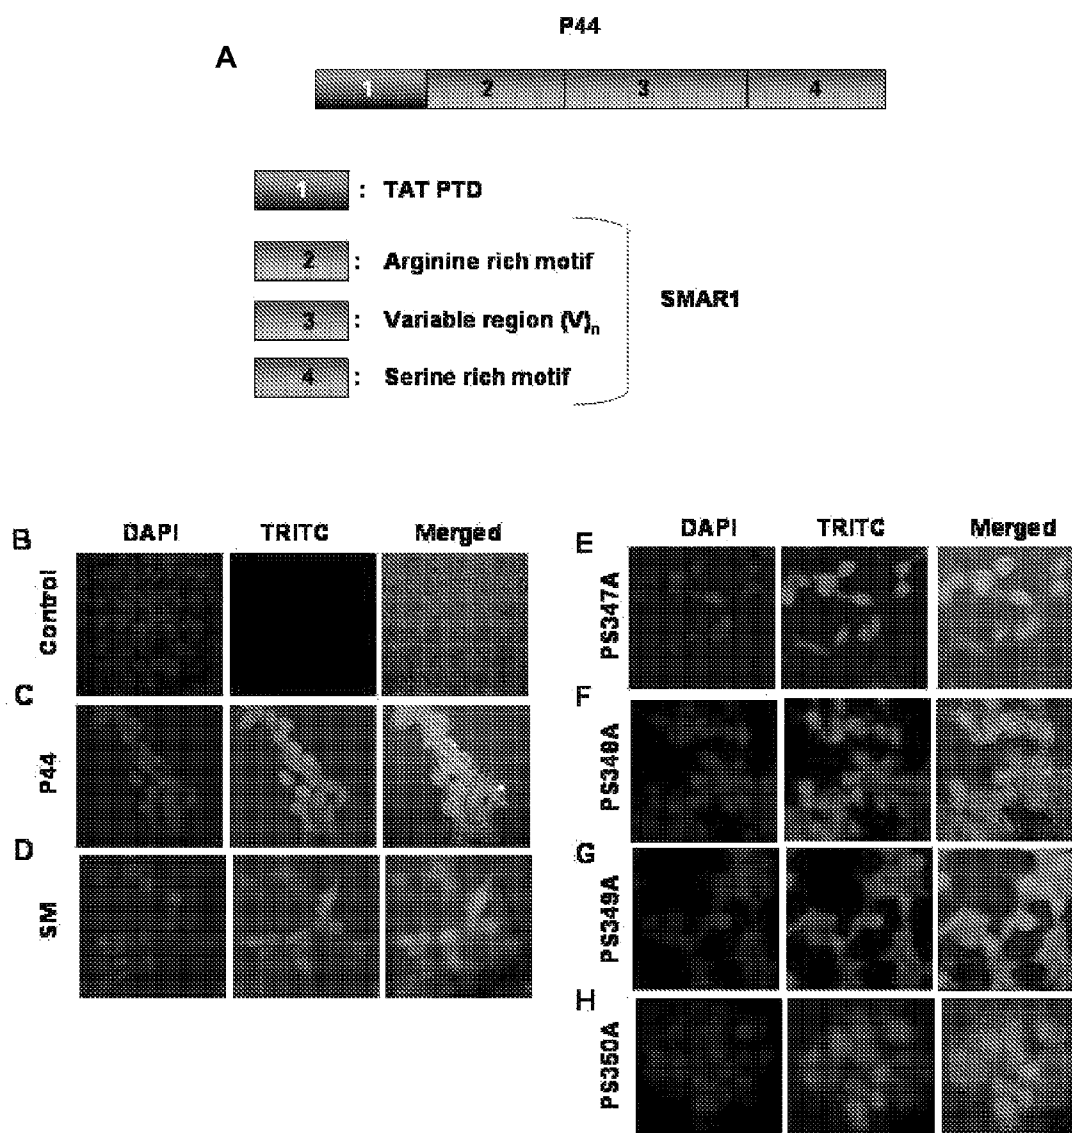 P44
A
1 2 3 4
1 : TAT PTD
2 : Arginine rich motif
3 : Variable region (V)n
4 : Serine rich motif
SMAR1
DAPI TRITC Merged
B
Control
C
P44
D
SM
DAPI TRITC Merged
E
PS347A
F
PS348A
G
PS349A
H
PS350A